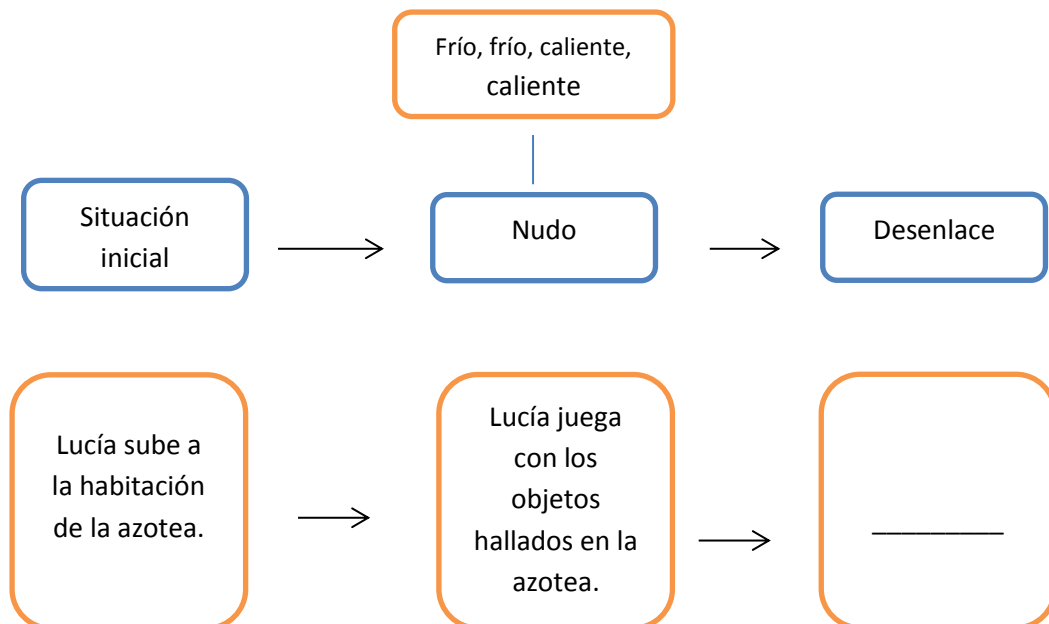 Frío, frío, caliente,
caliente
Situación
inicial
Nudo
Desenlace
Lucía sube a
la habitación
de la azotea.
Lucía juega
con los
objetos
hallados en la
azotea.
_________